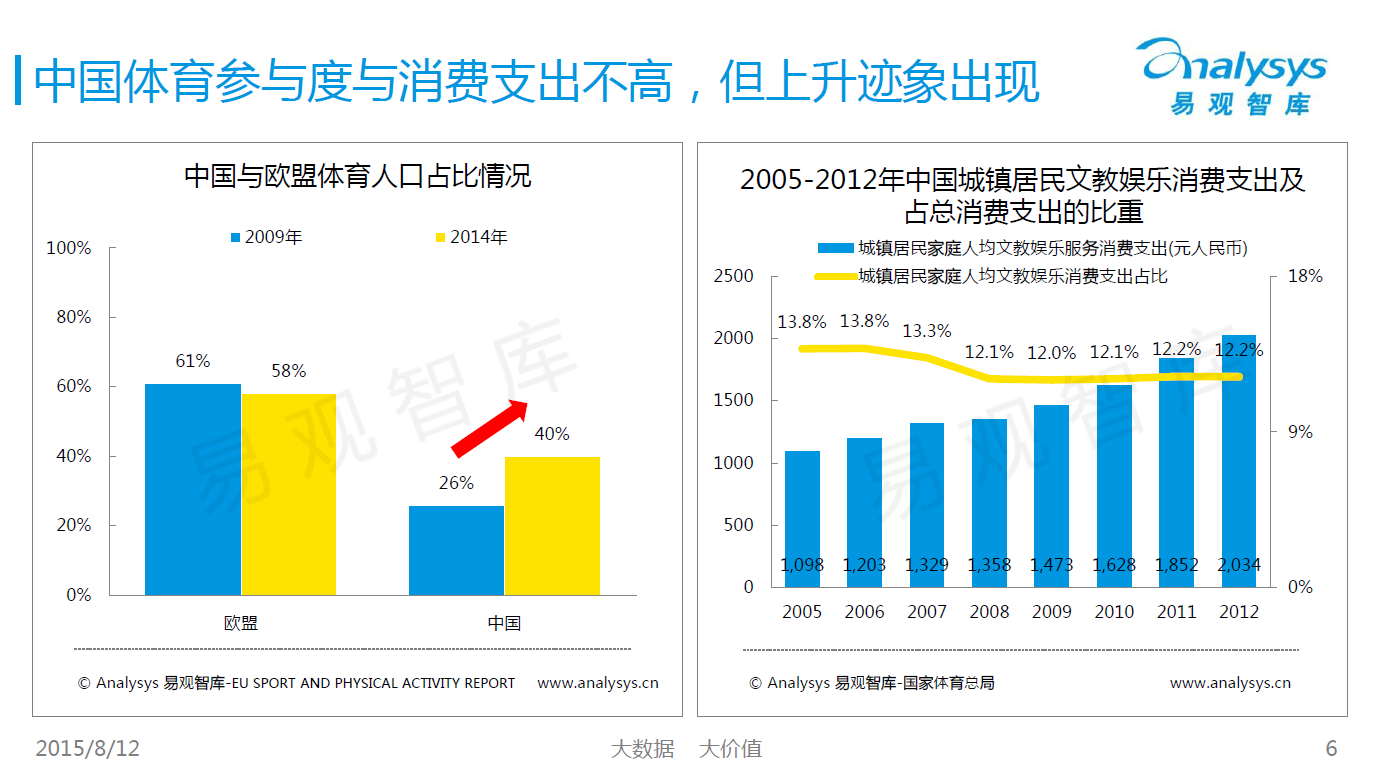 中国体育参与度与消费支出不高，但上升迹象出现
Analysys
易观智库
中国与欧盟体育人口占比情况
2009年
2014年
100%
80%
60%
40%
20%
0%
61%
58%
26%
40%
欧盟
中国
易观智库
© Analysys 易观智库-EU SPORT AND PHYSICAL ACTIVITY REPORT www.analysys.cn
2005-2012年中国城镇居民文教娱乐消费支出及
占总消费支出的比重
城镇居民家庭人均文教娱乐服务消费支出(元人民币)
城镇居民家庭人均文教娱乐消费支出占比
2500
2000
1500
1000
500
0
18%
9%
0%
13.8% 13.8% 13.3% 12.1% 12.0% 12.1% 12.2% 12.2%
1,098 1,203 1,329 1,358 1,473 1,628 1,852 2,034
2005 2006 2007 2008 2009 2010 2011 2012
易观智库
© Analysys 易观智库-国家体育总局 www.analysys.cn
2015/8/12
大数据 大价值
6